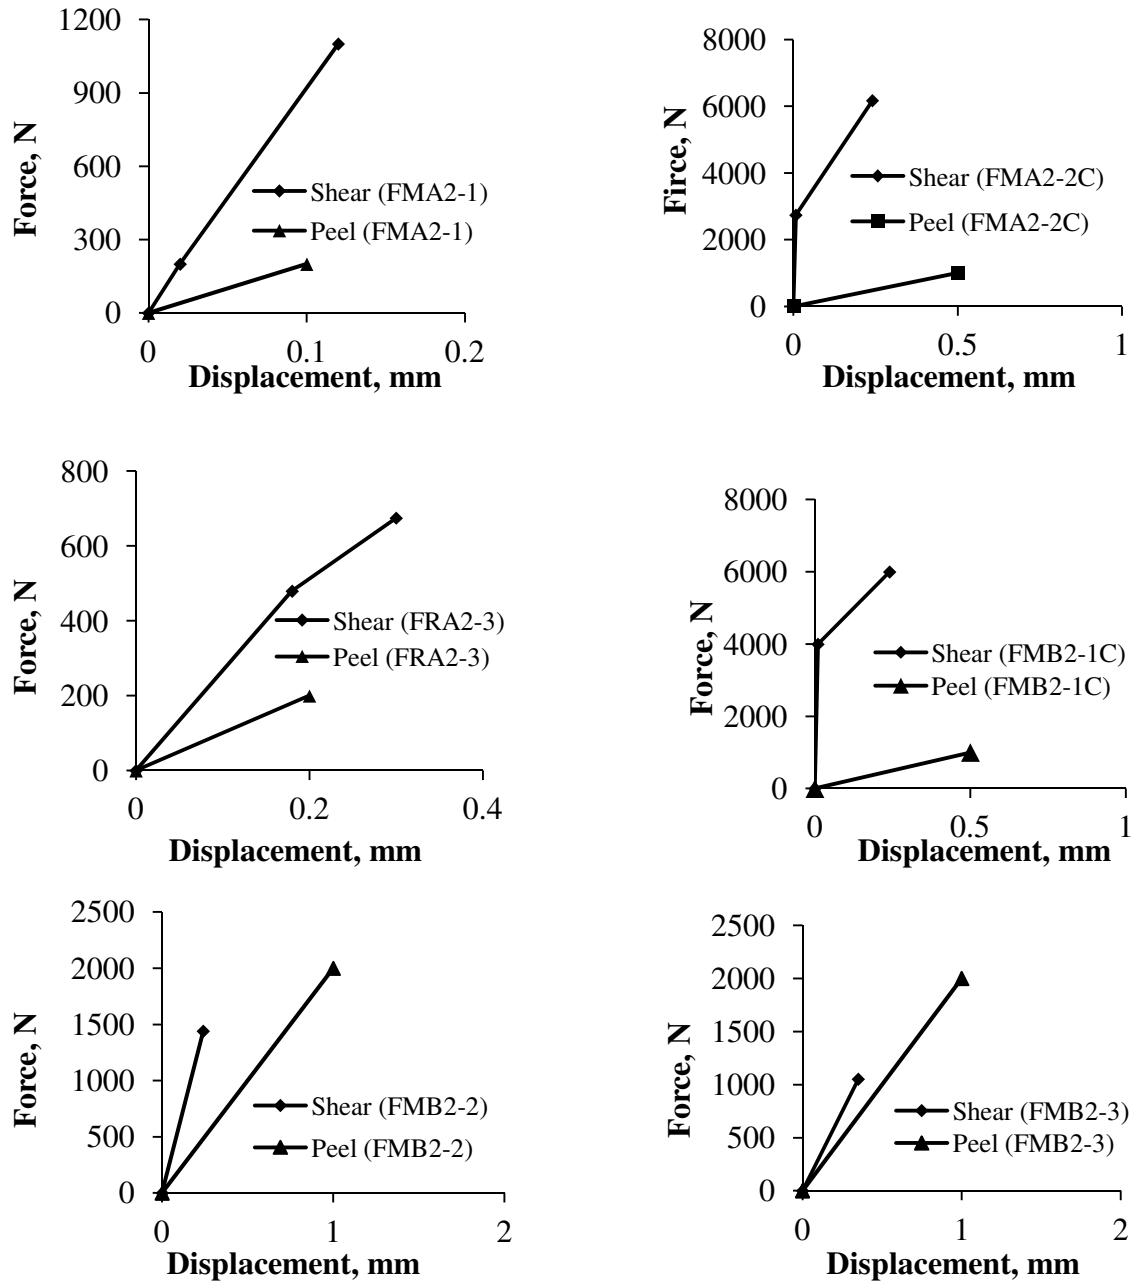 1200
900
600
300
0
0
0.1
0.2
Force, N
Displacement, mm
Shear (FMA2-1)
Peel (FMA2-1)
8000
6000
4000
2000
0
0
0.5
1
Firce, N
Displacement, mm
Shear (FMA2-2C)
Peel (FMA2-2C)
800
600
400
200
0
0
0.2
0.4
Force, N
Displacement, mm
Shear (FRA2-3)
Peel (FRA2-3)
8000
6000
4000
2000
0
0
0.5
1
Force, N
Displacement, mm
Shear (FMB2-1C)
Peel (FMB2-1C)
2500
2000
1500
1000
500
0
0
1
2
Force, N
Displacement, mm
Shear (FMB2-2)
Peel (FMB2-2)
2500
2000
1500
1000
500
0
0
1
2
Force, N
Displacement, mm
Shear (FMB2-3)
Peel (FMB2-3)